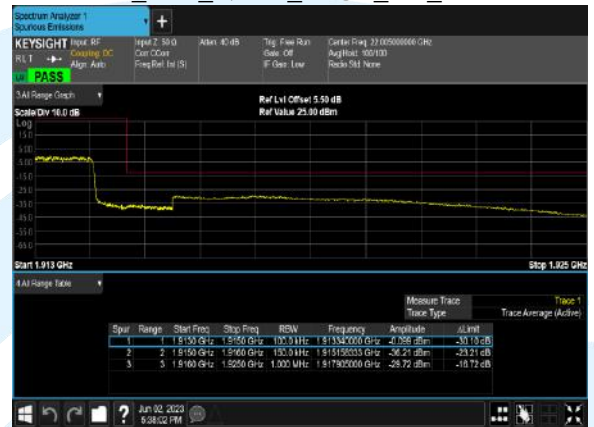 Spectrum Analyzer 1
Spurious Emissions
KEYSIGHT Input: RF
Coupling: DC
Align: Auto
RLT
Input Z: 50 Ω
Corr CCorr
Freq Ref: Int (S)
Atten: 40 dB
Trig: Free Run
Gate: Off
IF Gain: Low
Center Freq: 22.005000000 GHz
Avg|Hold: 100/100
Radio Std: None
PASS
3 All Range Graph
Scale/Div 10.0 dB
Ref Lvl Offset 5.50 dB
Ref Value 25.00 dBm
Log
15.0
5.00
-5.00
-15.0
-25.0
-35.0
-45.0
-55.0
-65.0
Start 1.913 GHz
Stop 1.925 GHz
4 All Range Table
Measure Trace Trace 1
Trace Type Trace Average (Active)
Spur Range Start Freq Stop Freq RBW Frequency Amplitude ΔLimit
1 1 1.9130 GHz 1.9150 GHz 100.0 kHz 1.913340000 GHz -0.099 dBm -30.10 dB
2 2 1.9150 GHz 1.9160 GHz 150.0 kHz 1.915158333 GHz -36.21 dBm -23.21 dB
3 3 1.9160 GHz 1.9250 GHz 1.000 MHz 1.917905000 GHz -29.72 dBm -16.72 dB
?
Jun 02, 2023
5:38:02 PM